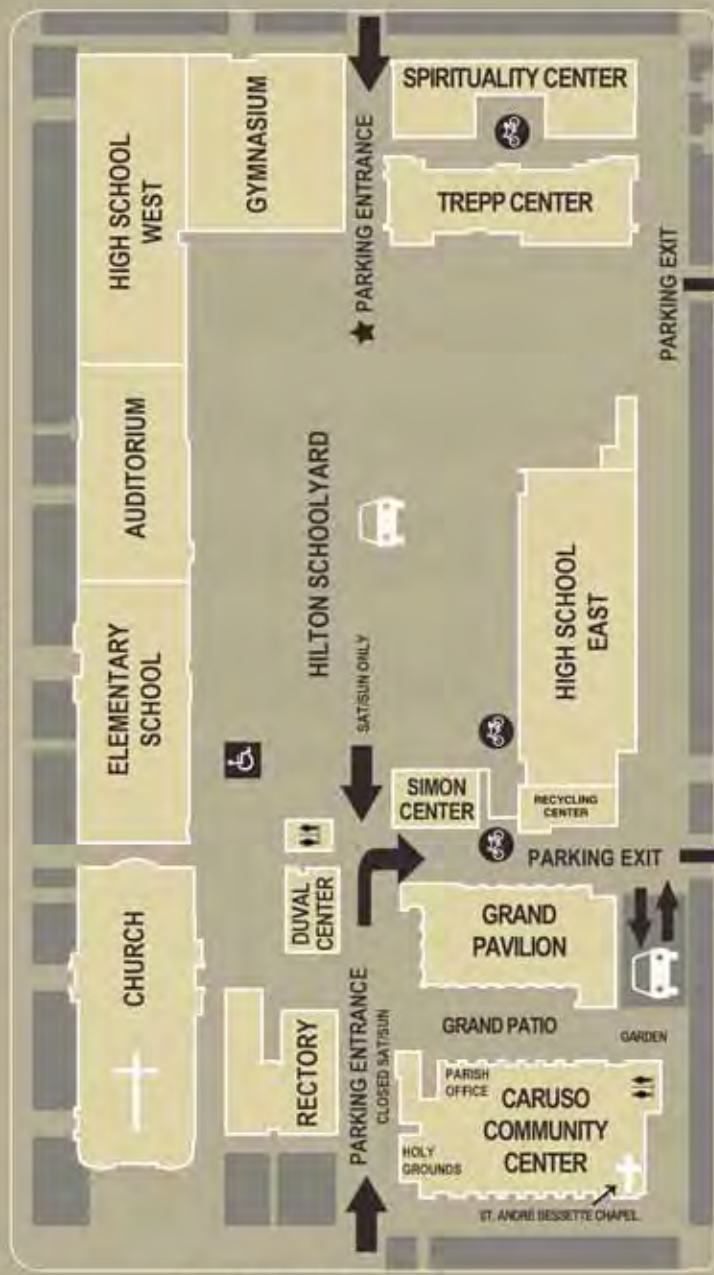 SPIRITUALITY CENTER
TREPP CENTER
PARKING ENTRANCE
GYMNASIUM
HIGH SCHOOL
WEST
PARKING EXIT
AUDITORIUM
HILTON SCHOOLYARD
ELEMENTARY
SCHOOL
SAT/SUN ONLY
HIGH SCHOOL
EAST
SIMON
CENTER
RECYCLING
CENTER
PARKING EXIT
DUVAL
CENTER
CHURCH
GRAND
PAVILION
RECTORY
PARKING ENTRANCE
CLOSED SAT/SUN
GRAND PATIO
GARDEN
PARISH
OFFICE
CARUSO
COMMUNITY
CENTER
HOLY
GROUNDS
ST. ANDRÉ BESSETTE CHAPEL